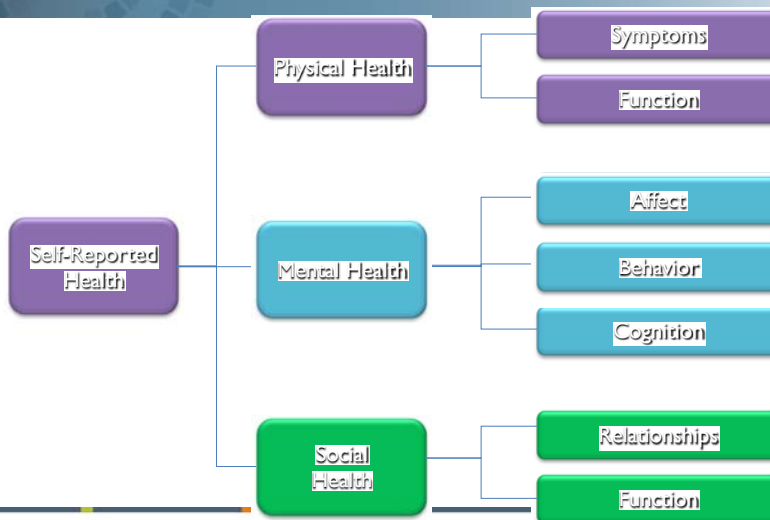 Physical Health
Symptoms
Function
Self-Reported
Health
Mental Health
Affect
Behavior
Cognition
Social
Health
Relationships
Function